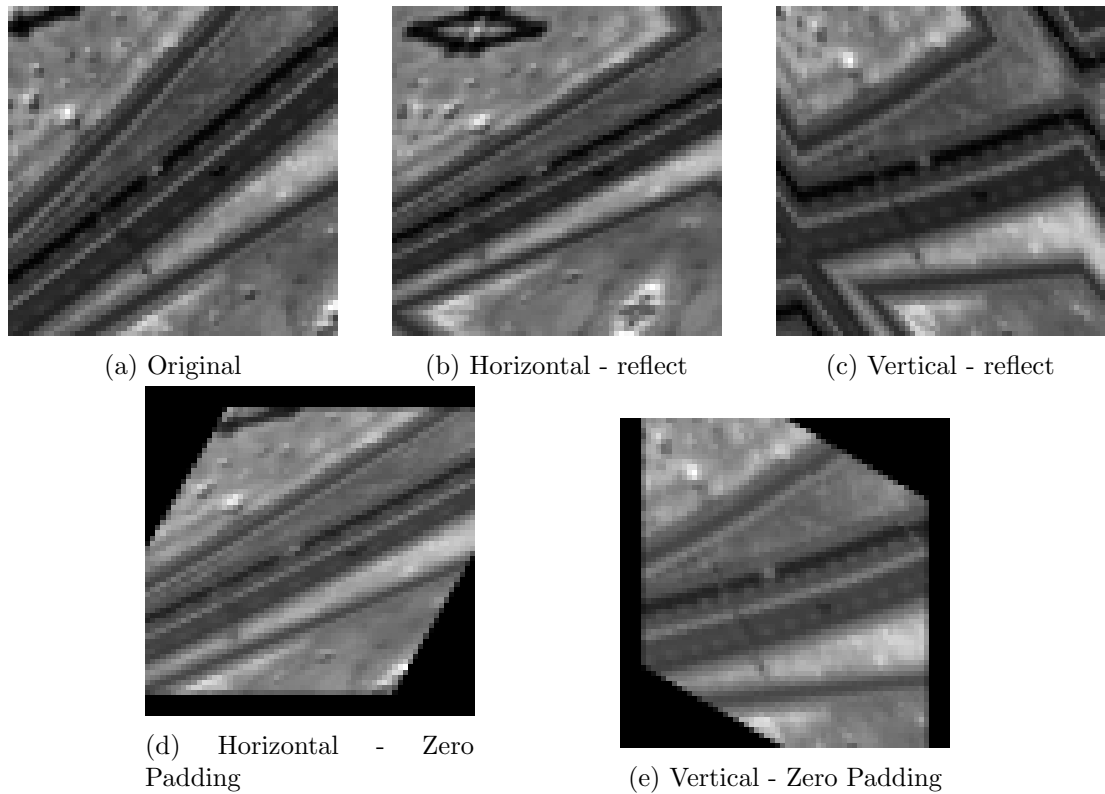 (a) Original
(b) Horizontal - reflect
(c) Vertical - reflect
(d) Horizontal - Zero
Padding
(e) Vertical - Zero Padding